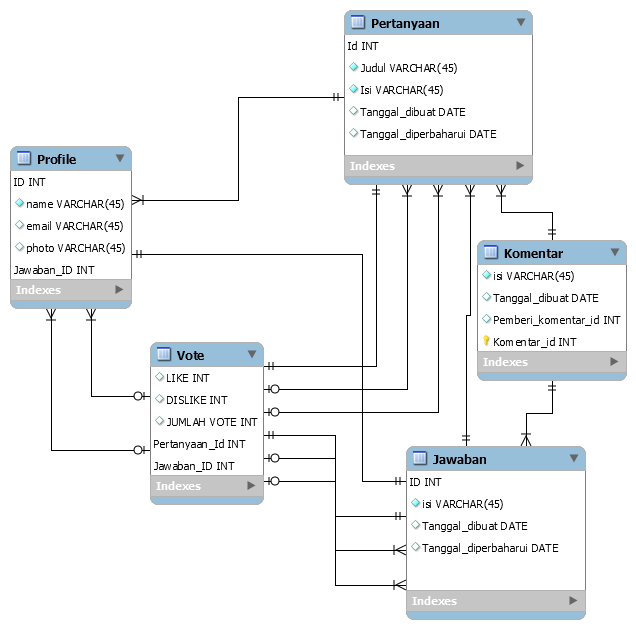 Pertanyaan
Id INT
Judul VARCHAR(45)
Isi VARCHAR(45)
Tanggal_dibuat DATE
Tanggal_diperbaharui DATE
Indexes
Profile
ID INT
name VARCHAR(45)
email VARCHAR(45)
photo VARCHAR(45)
Jawaban_ID INT
Indexes
Komentar
isi VARCHAR(45)
Tanggal_dibuat DATE
Pemberi_komentar_id INT
Komentar_id INT
Indexes
Vote
LIKE INT
DISLIKE INT
JUMLAH VOTE INT
Pertanyaan_Id INT
Jawaban_ID INT
Indexes
Jawaban
ID INT
isi VARCHAR(45)
Tanggal_dibuat DATE
Tanggal_diperbaharui DATE
Indexes